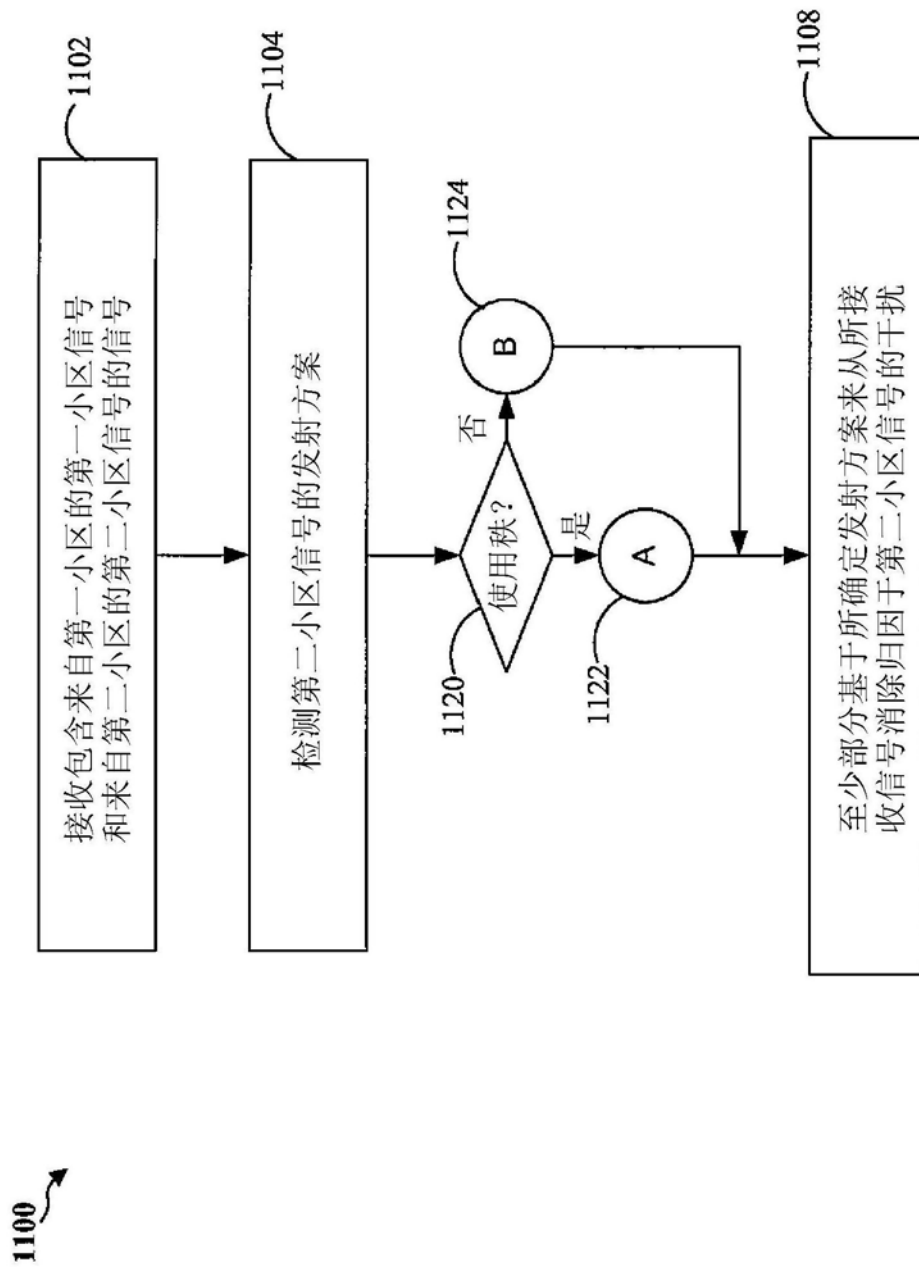 1100
接收包含来自第一小区的第一小区信号
和来自第二小区的第二小区信号的信号
1102
检测第二小区信号的发射方案
1104
使用秩？
1120
否
B
1124
是
A
1122
至少部分基于所确定发射方案来从所接
收信号消除归因于第二小区信号的干扰
1108